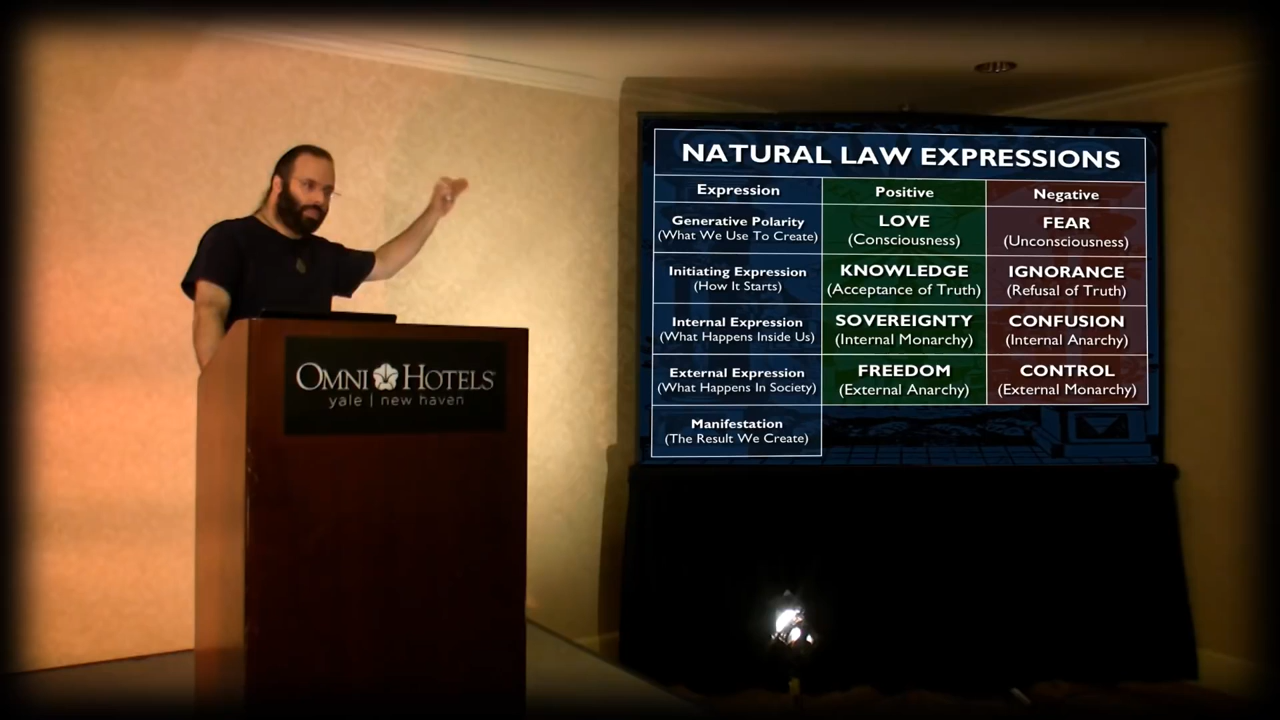 NATURAL LAW EXPRESSIONS
Expression Positive Negative
Generative Polarity
(What We Use To Create)
LOVE
(Consciousness)
FEAR
(Unconsciousness)
Initiating Expression
(How It Starts)
KNOWLEDGE
(Acceptance of Truth)
IGNORANCE
(Refusal of Truth)
Internal Expression
(What Happens Inside Us)
SOVEREIGNTY
(Internal Monarchy)
CONFUSION
(Internal Anarchy)
External Expression
(What Happens In Society)
FREEDOM
(External Anarchy)
CONTROL
(External Monarchy)
Manifestation
(The Result We Create)
OMNI HOTELS
yale | new haven